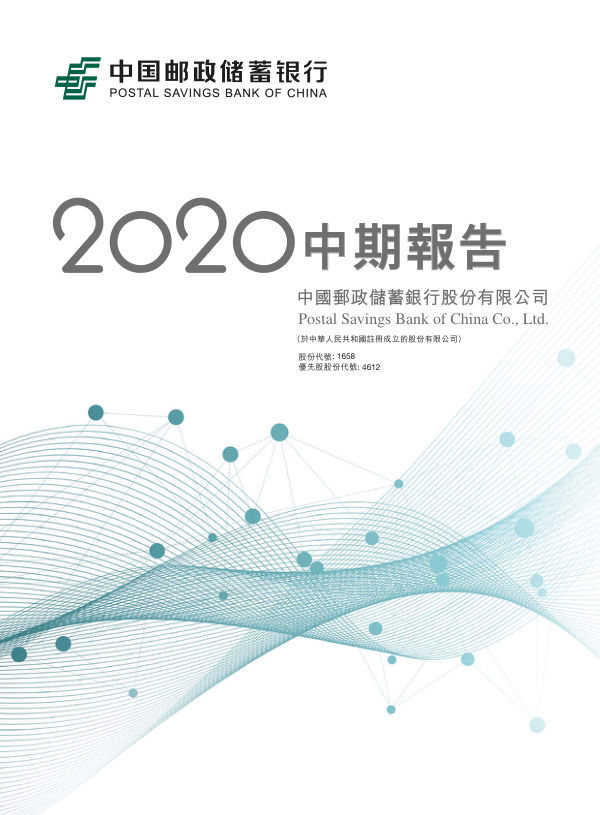 中国邮政储蓄银行
POSTAL SAVINGS BANK OF CHINA
2020中期報告
中國郵政儲蓄銀行股份有限公司
Postal Savings Bank of China Co., Ltd.
(於中華人民共和國註冊成立的股份有限公司)
股份代號: 1658
優先股股份代號: 4612